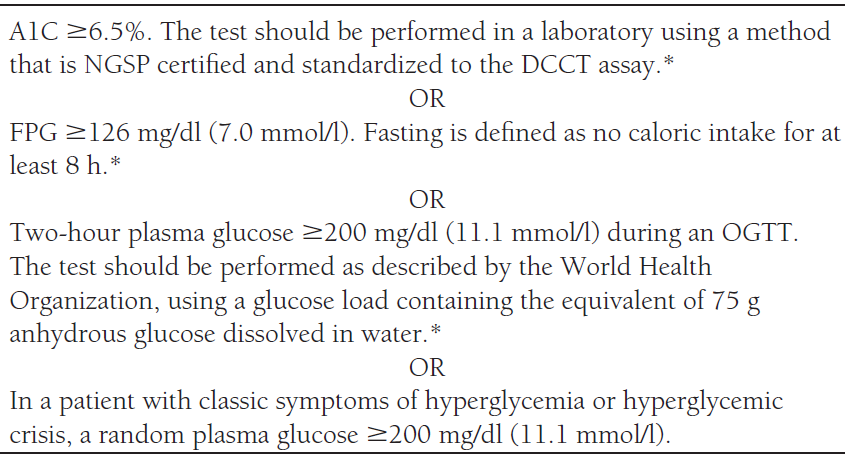 A1C ≥6.5%. The test should be performed in a laboratory using a method
that is NGSP certified and standardized to the DCCT assay.*
OR
FPG ≥126 mg/dl (7.0 mmol/l). Fasting is defined as no caloric intake for at
least 8 h.*
OR
Two-hour plasma glucose ≥200 mg/dl (11.1 mmol/l) during an OGTT.
The test should be performed as described by the World Health
Organization, using a glucose load containing the equivalent of 75 g
anhydrous glucose dissolved in water.*
OR
In a patient with classic symptoms of hyperglycemia or hyperglycemic
crisis, a random plasma glucose ≥200 mg/dl (11.1 mmol/l).